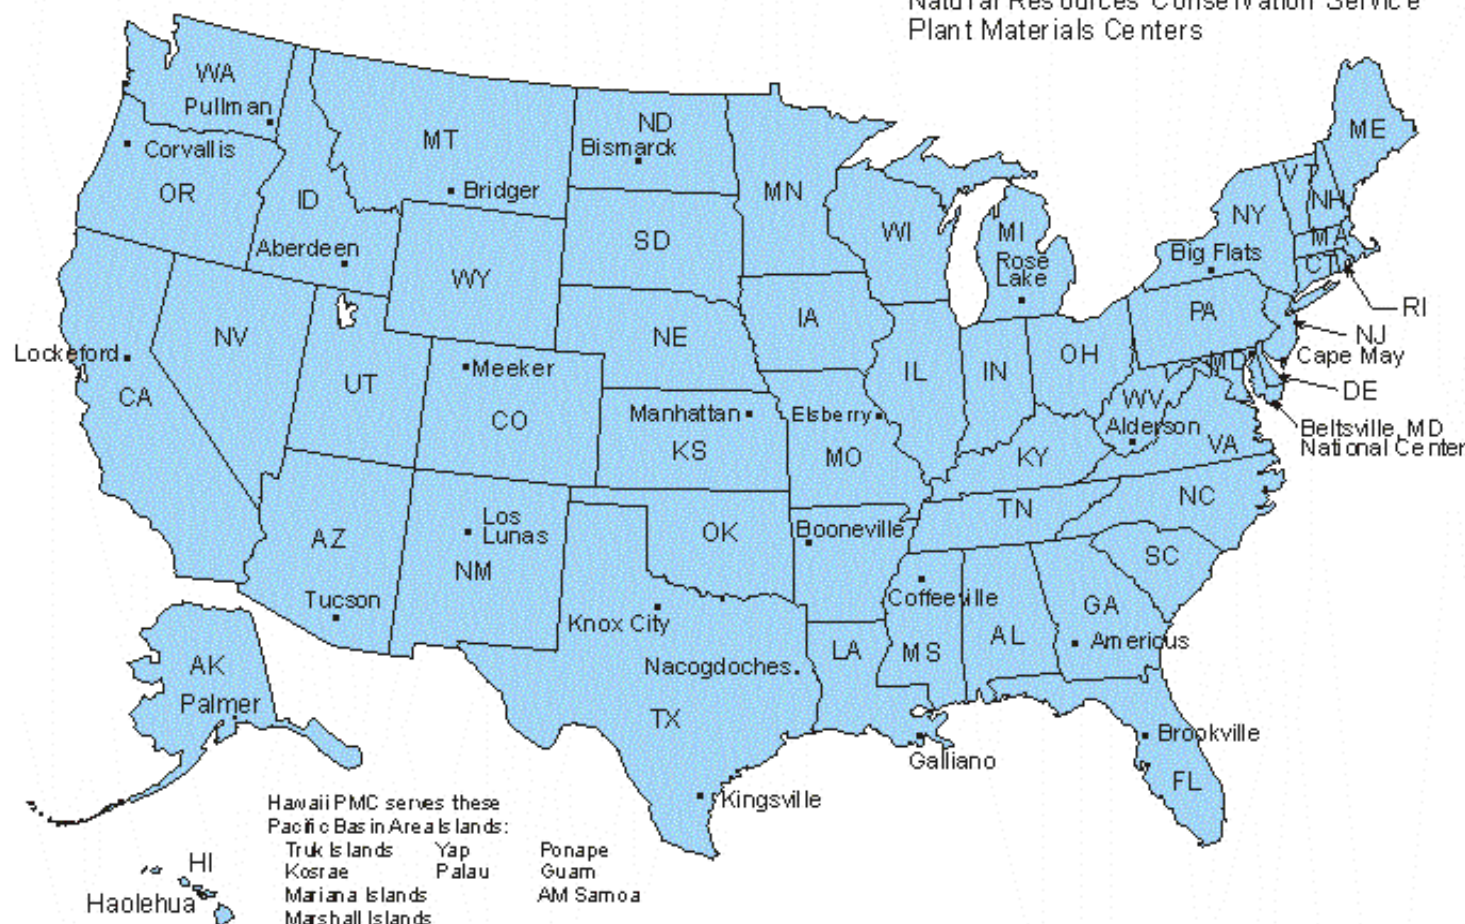 Natural Resources Conservation Service
Plant Materials Centers
WA
Pullman
Corvallis
OR
ID
Aberdeen
MT
Bridger
ND
Bismarck
MN
SD
WY
WI
MI
Rose
Lake
ME
VT
NH
NY
MA
Big Flats
CT
RI
NJ
Cape May
DE
Beltsville, MD
National Center
PA
MD
OH
IN
IL
IA
NE
NV
UT
Lockeford
CA
Meeker
CO
Manhattan
KS
Elsberry
MO
WV
Alderson
VA
KY
NC
TN
SC
AZ
Tucson
Los
Lunas
NM
OK
Booneville
Coffeeville
GA
Americus
AL
MS
LA
Knox City
Nacogdoches
TX
Kingsville
Galliano
Brookville
FL
AK
Palmer
Hawaii PMC serves these
Pacific Basin Area Islands:
Truk Islands Yap Ponape
Kosrae Palau Guam
Mariana Islands AM Samoa
Marshall Islands
HI
Haolehua